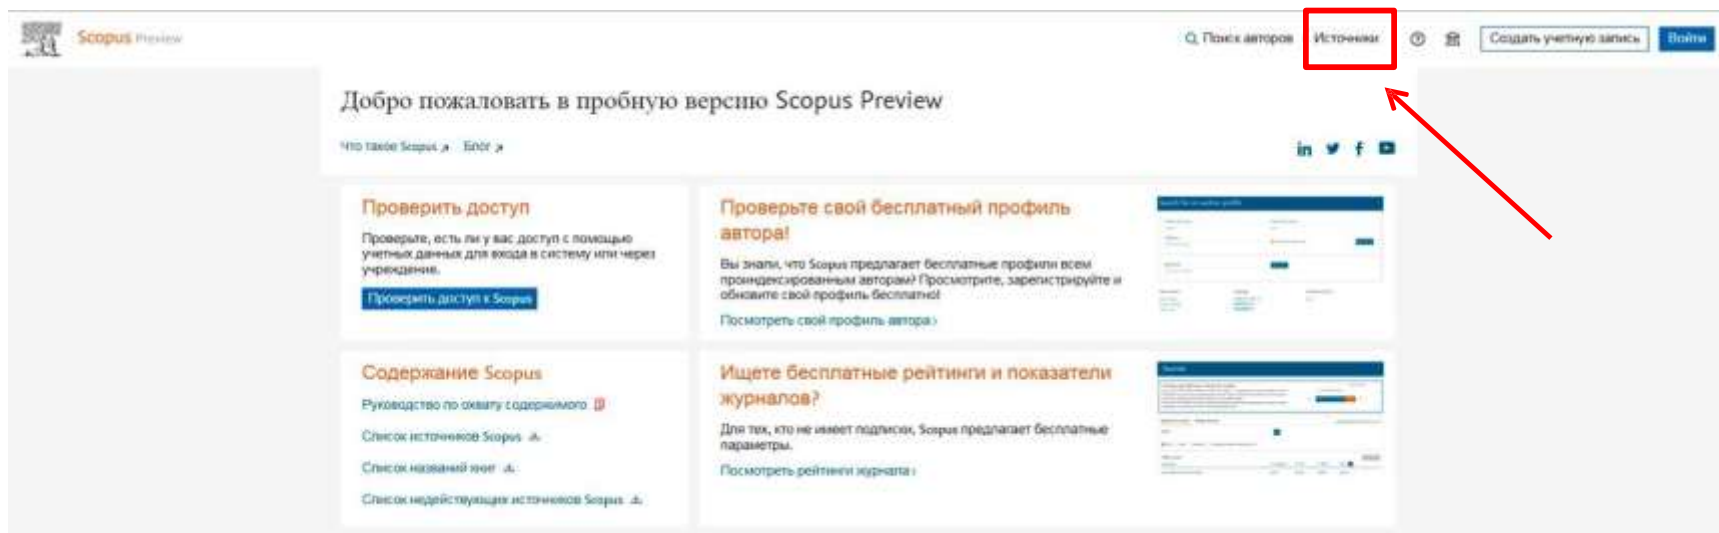 Scopus Preview
Поиск авторов Источники Создать учетную запись Войти
Добро пожаловать в пробную версию Scopus Preview
Что такое Scopus Блог
Проверить доступ
Проверьте, есть ли у вас доступ с помощью
учетных данных для входа в систему или через
учреждение.
Проверить доступ к Scopus
Проверьте свой бесплатный профиль
автора!
Вы знали, что Scopus предлагает бесплатные профили всем
проиндексированным авторам? Просмотрите, зарегистрируйте и
обновите свой профиль бесплатно!
Посмотреть свой профиль автора
Содержание Scopus
Руководство по охвату содержимого
Список источников Scopus
Список названий книг
Список недействующих источников Scopus
Ищете бесплатные рейтинги и показатели
журналов?
Для тех, кто не имеет подписки, Scopus предлагает бесплатные
параметры.
Посмотреть рейтинги журнала